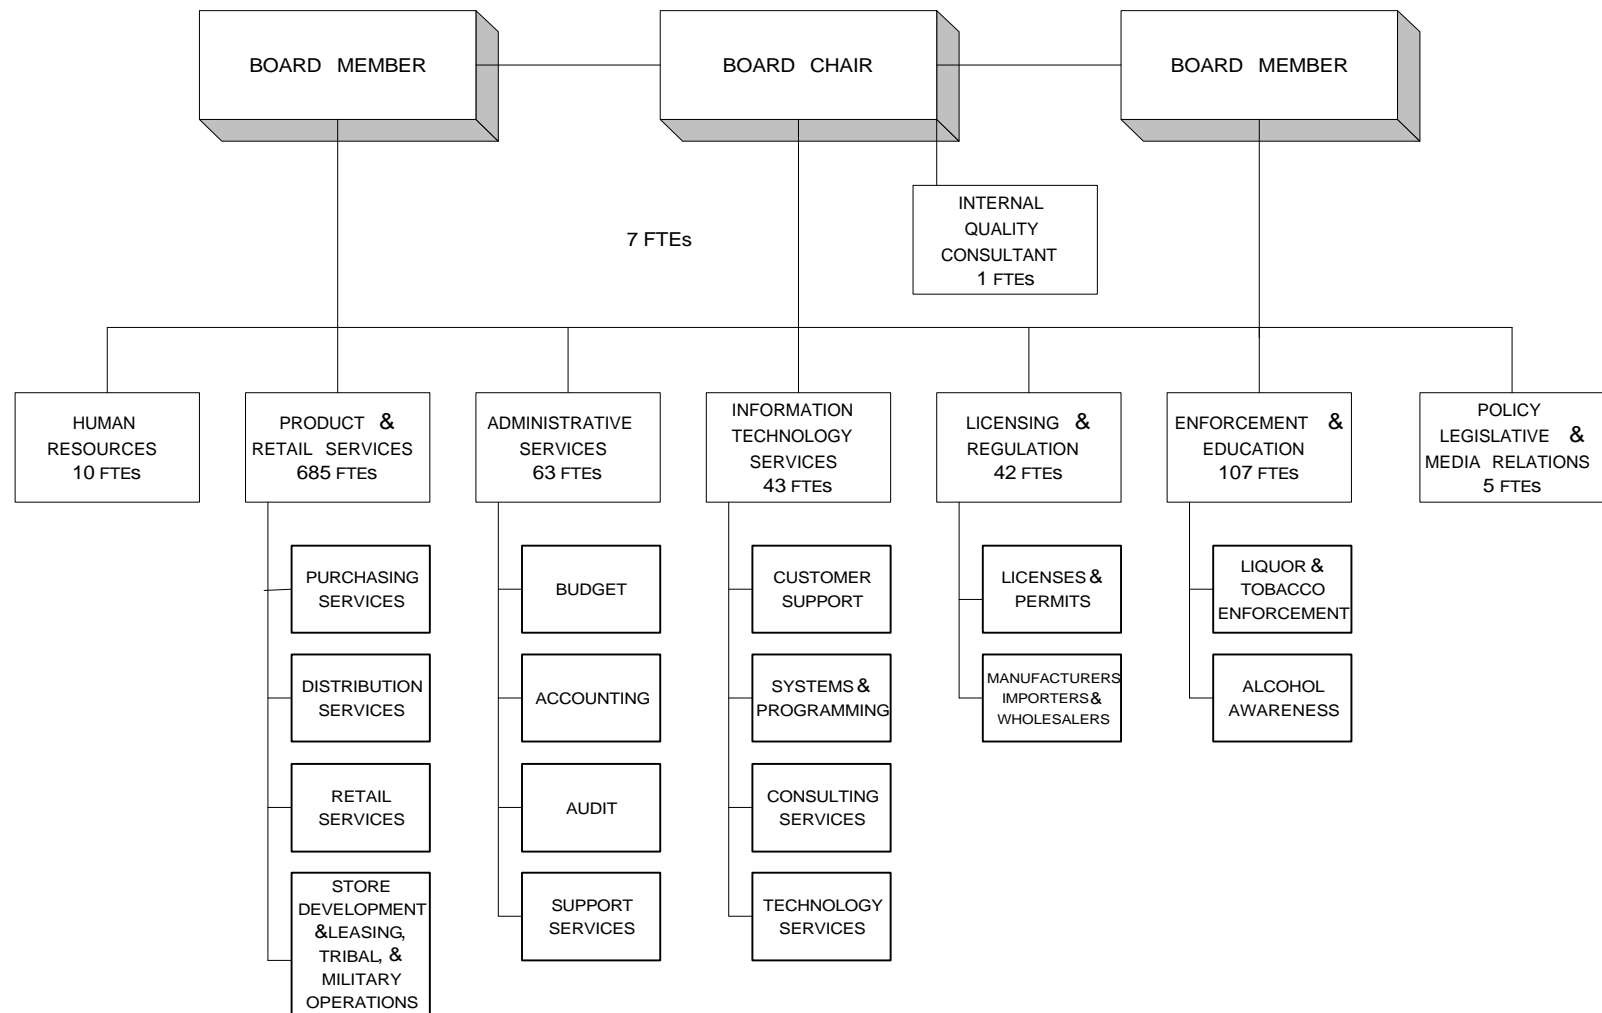 BOARD MEMBER
BOARD CHAIR
BOARD MEMBER
7 FTEs
INTERNAL
QUALITY
CONSULTANT
1 FTEs
HUMAN
RESOURCES
10 FTEs
PRODUCT &
RETAIL SERVICES
685 FTEs
ADMINISTRATIVE
SERVICES
63 FTEs
INFORMATION
TECHNOLOGY
SERVICES
43 FTEs
LICENSING &
REGULATION
42 FTEs
ENFORCEMENT &
EDUCATION
107 FTEs
POLICY
LEGISLATIVE &
MEDIA RELATIONS
5 FTEs
PURCHASING
SERVICES
DISTRIBUTION
SERVICES
RETAIL
SERVICES
STORE
DEVELOPMENT
&LEASING,
TRIBAL, &
MILITARY
OPERATIONS
BUDGET
ACCOUNTING
AUDIT
SUPPORT
SERVICES
CUSTOMER
SUPPORT
SYSTEMS &
PROGRAMMING
CONSULTING
SERVICES
TECHNOLOGY
SERVICES
LICENSES &
PERMITS
MANUFACTURERS
IMPORTERS &
WHOLESALERS
LIQUOR &
TOBACCO
ENFORCEMENT
ALCOHOL
AWARENESS